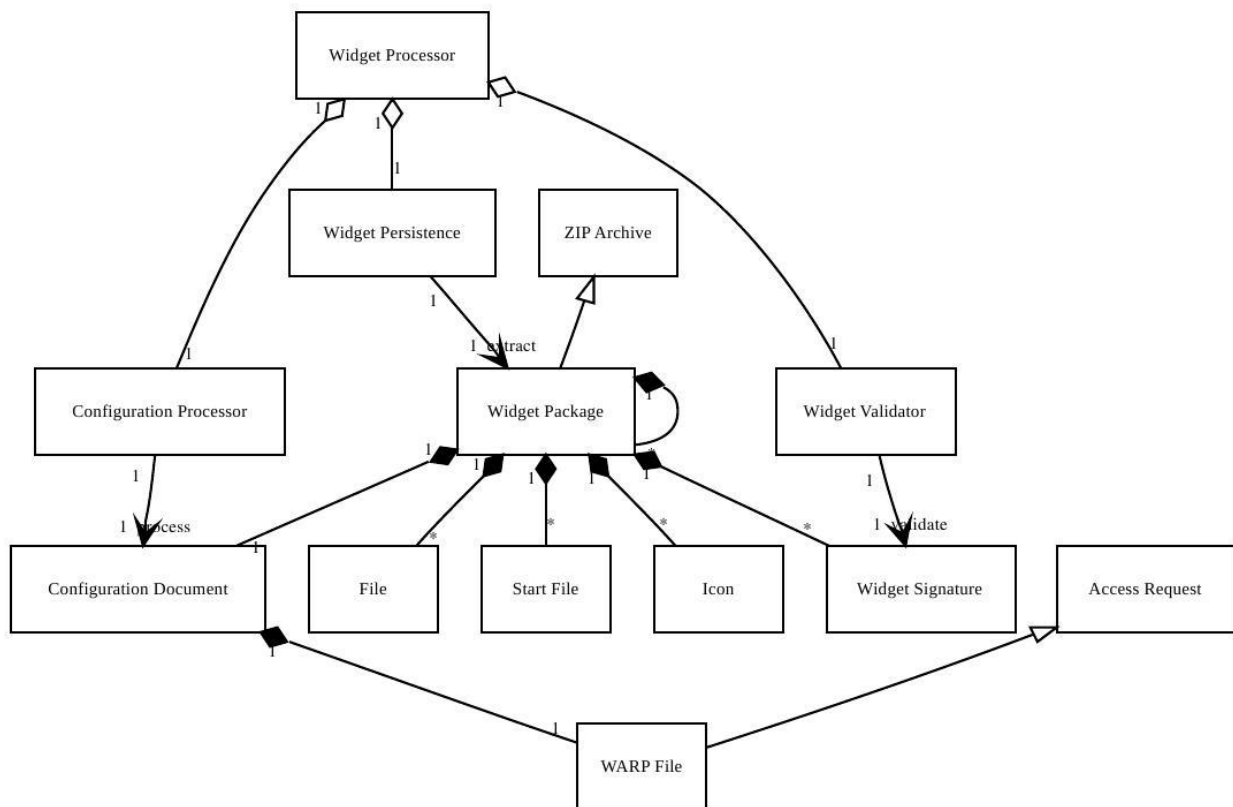 Widget Processor
1
1
1
1
Widget Persistence
ZIP Archive
1
1 extract
1
1
Configuration Processor
Widget Package
1
Widget Validator
1
1
1
1
1
*
1
1
1 process
1
*
*
*
*
1 validate
Configuration Document
File
Start File
Icon
Widget Signature
Access Request
1
1
WARP File